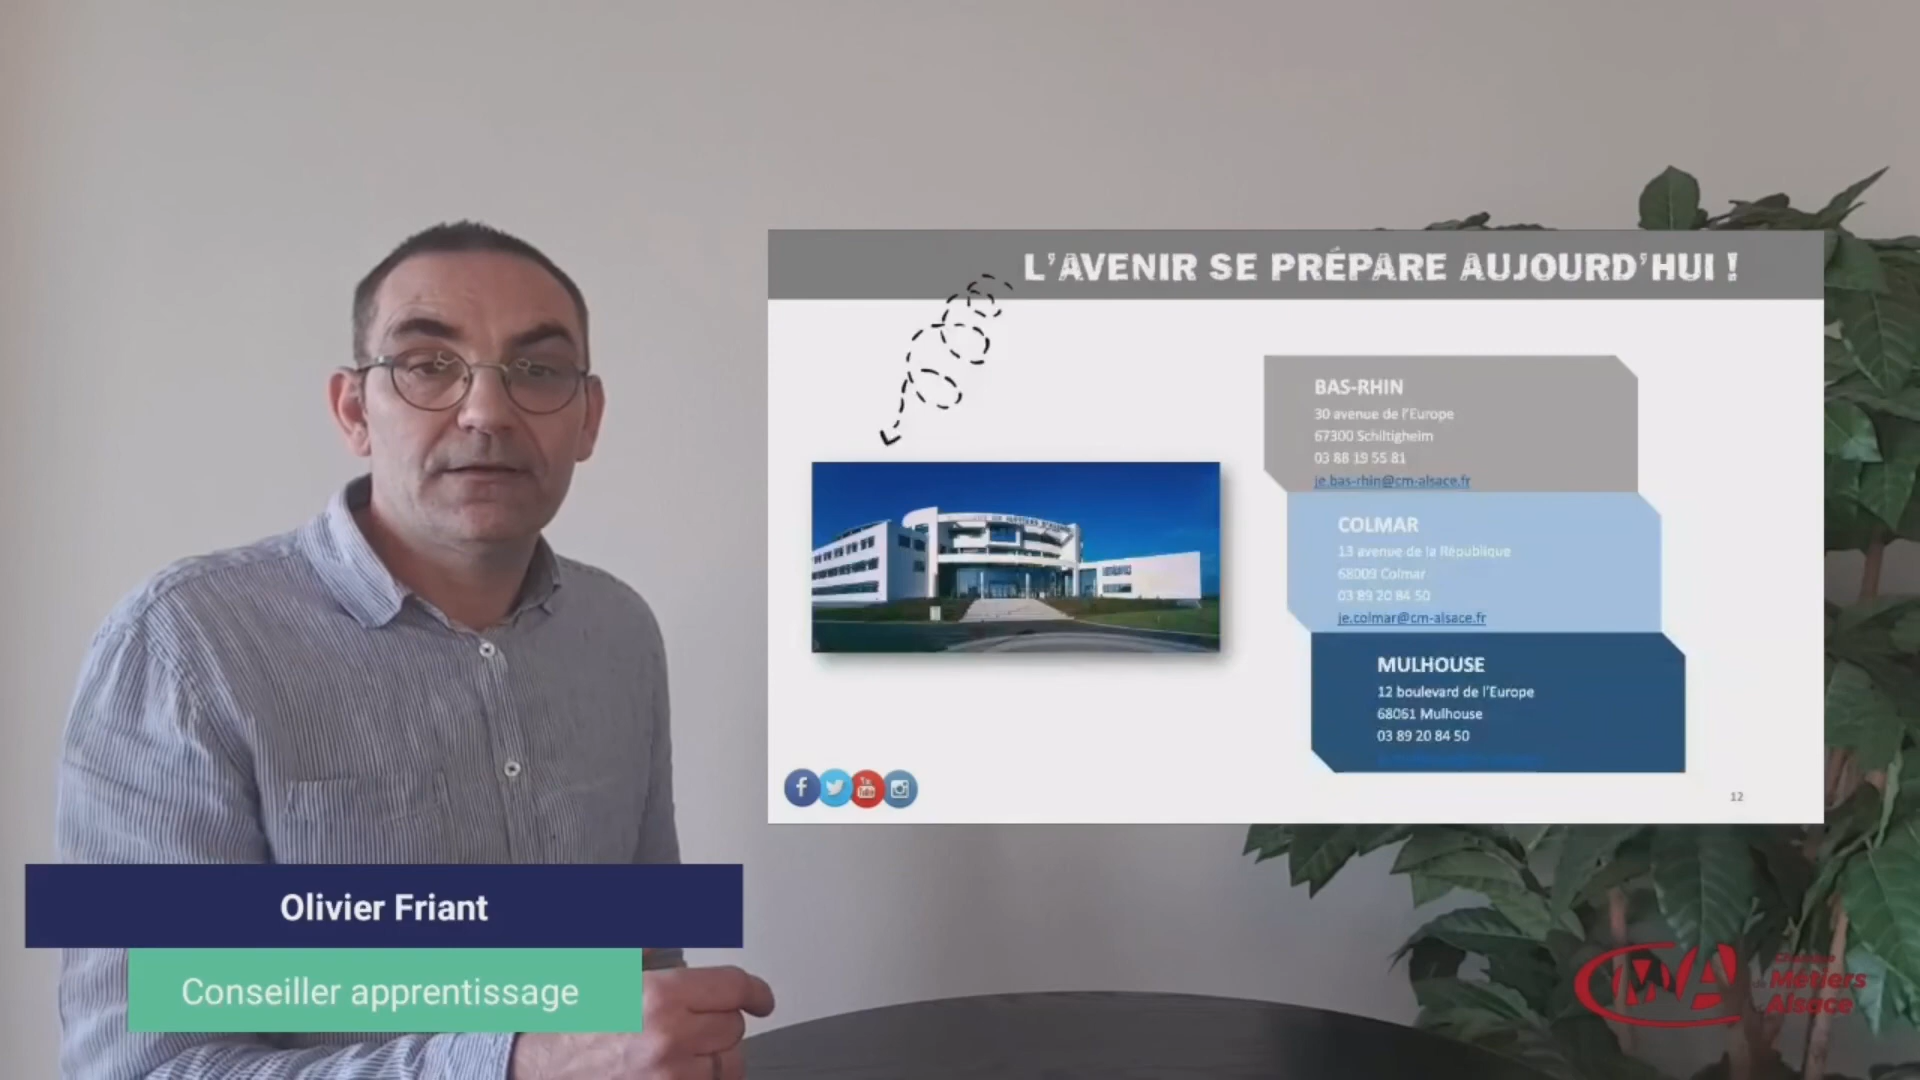 L'AVENIR SE PRÉPARE AUJOURD'HUI !
BAS-RHIN
30 avenue de l'Europe
67300 Schiltigheim
03 88 19 55 81
je.bas-rhin@cm-alsace.fr
COLMAR
13 avenue de la République
68009 Colmar
03 89 20 84 50
je.colmar@cm-alsace.fr
MULHOUSE
12 boulevard de l'Europe
68061 Mulhouse
03 89 20 84 50
12
Olivier Friant
Conseiller apprentissage
CMA
Chambre
de Métiers
d'Alsace